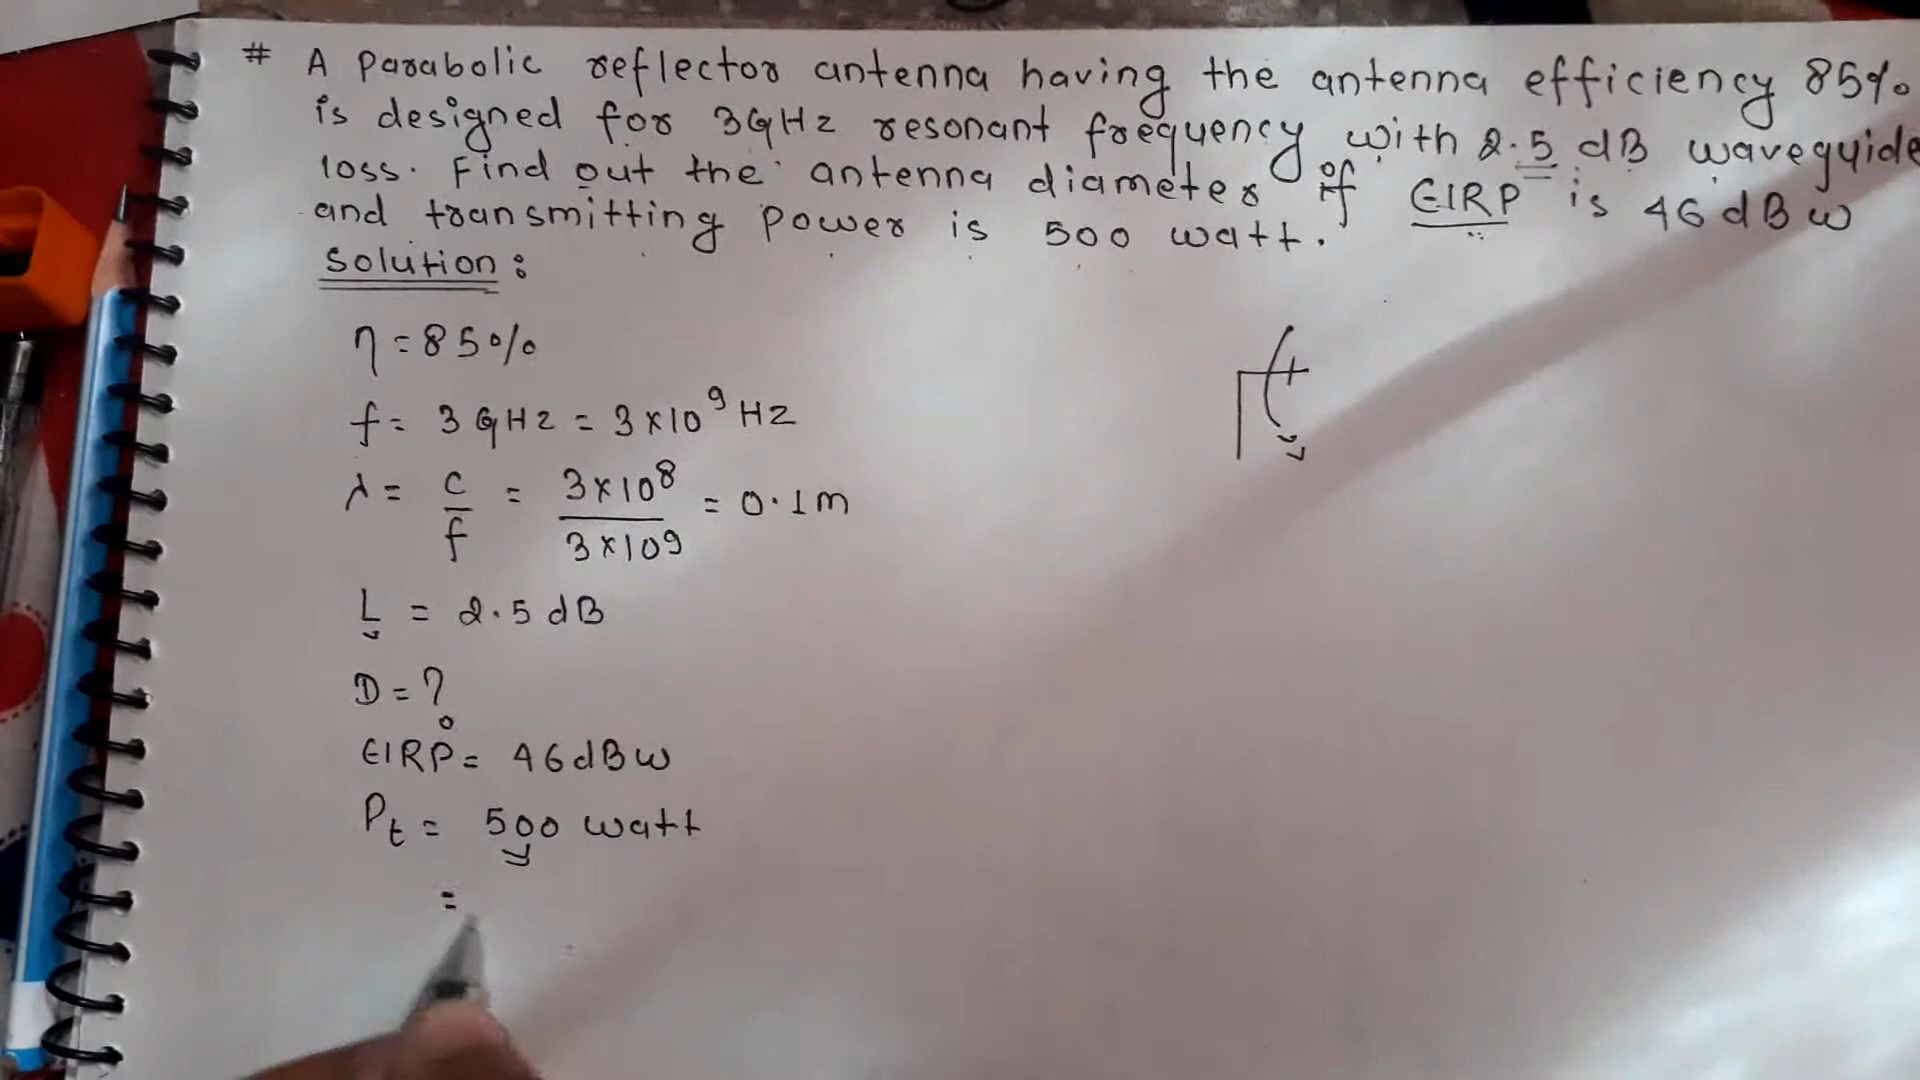 # A parabolic reflector antenna having the antenna efficiency 85%
is designed for 3GHz resonant frequency with 2.5 dB waveguide
loss. Find out the antenna diameter if EIRP is 46 dBw
and transmitting power is 500 watt.
Solution:
η = 85%
f = 3 GHz = 3×10⁹ Hz
λ = c/f = 3×10⁸/3×10⁹ = 0.1m
L = 2.5 dB
D = ?
EIRP = 46dBw
Pt = 500 watt
=